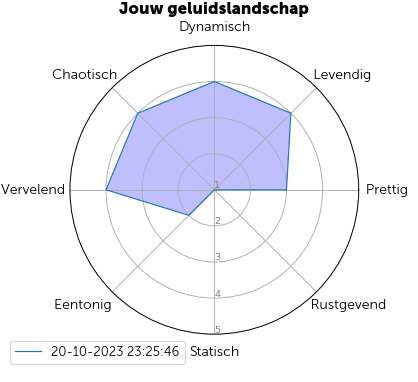 Jouw geluidslandschap
Dynamisch
Chaotisch
Levendig
Vervelend
Prettig
1
2
3
4
5
Eentonig
Rustgevend
20-10-2023 23:25:46
Statisch